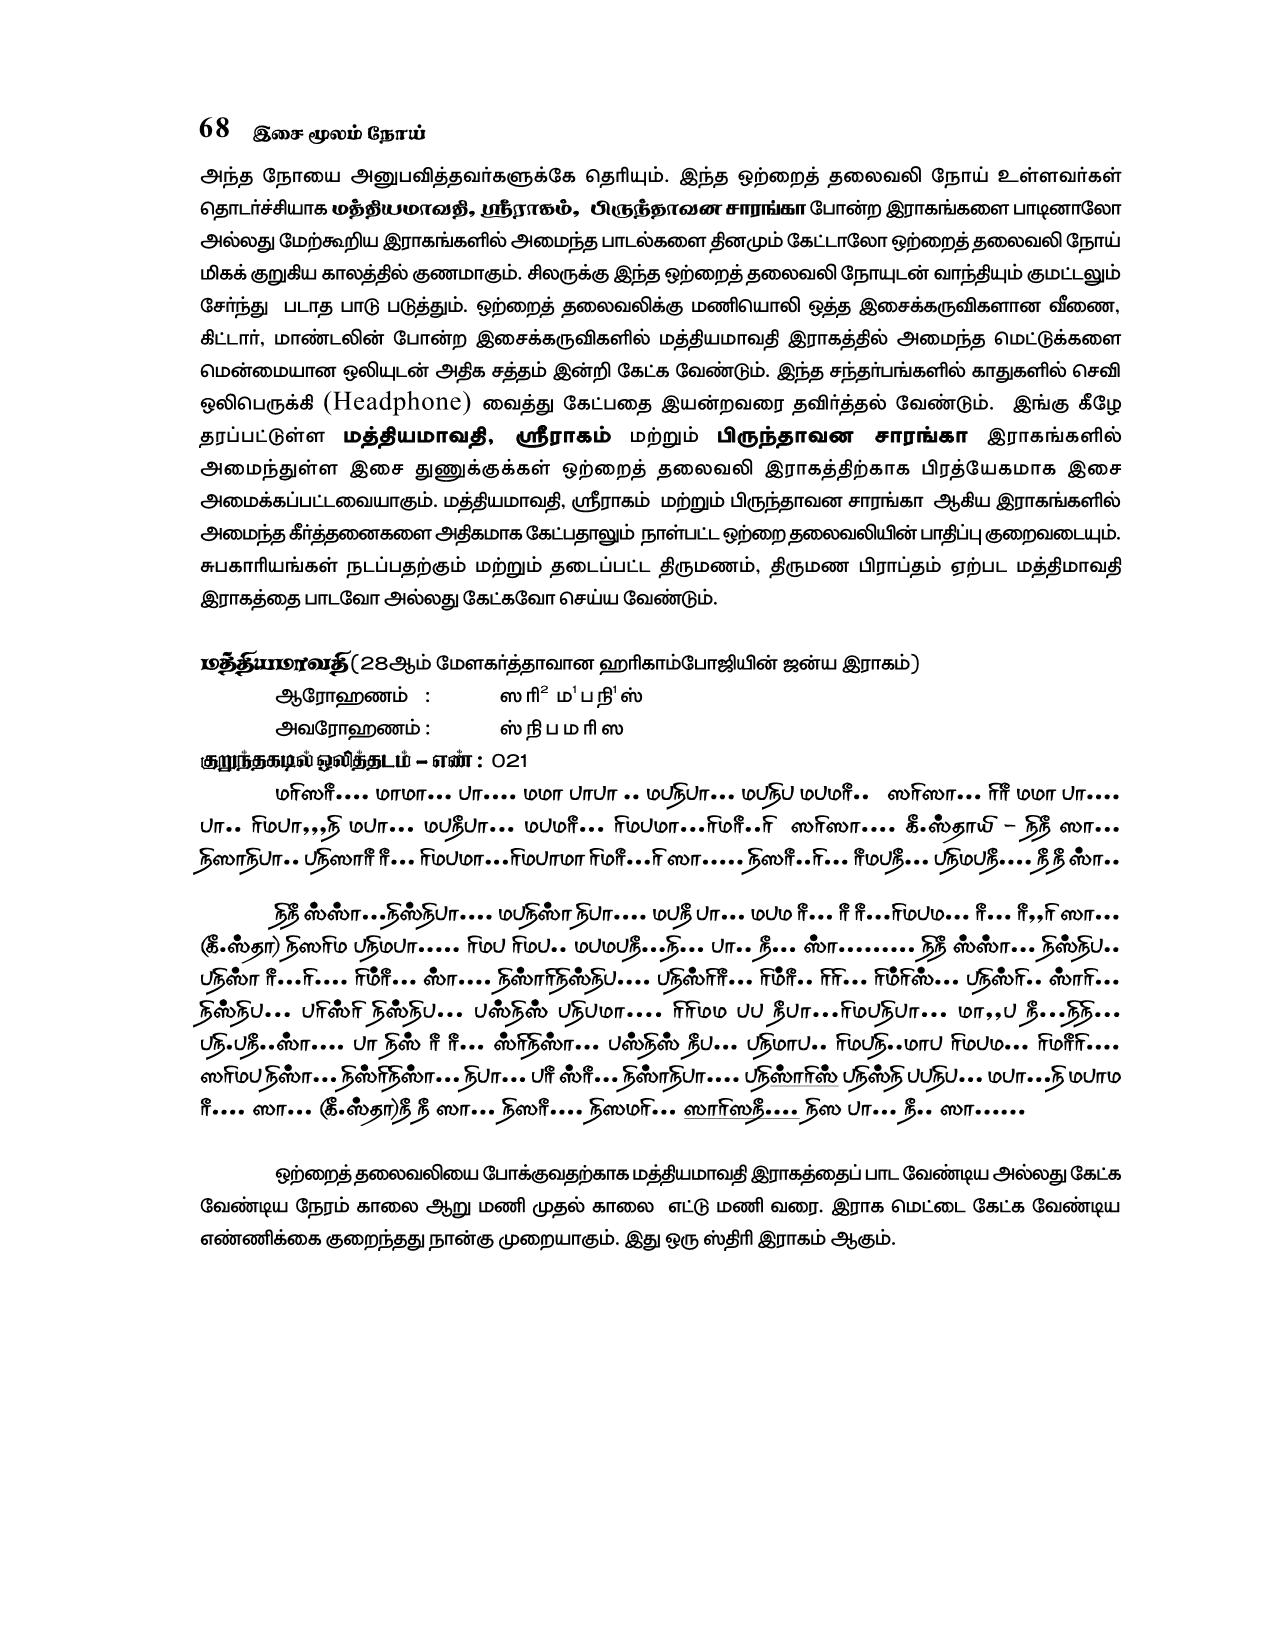 68 இசை மூலம் நோய்
அந்த நோயை அனுபவித்தவர்களுக்கே தெரியும். இந்த ஒற்றைத் தலைவலி நோய் உள்ளவர்கள்
தொடர்ச்சியாக மத்தியமாவதி, ஸ்ரீராகம், பிருந்தாவன சாரங்கா போன்ற இராகங்களை பாடினாலோ
அல்லது மேற்கூறிய இராகங்களில் அமைந்த பாடல்களை தினமும் கேட்டாலோ ஒற்றைத் தலைவலி நோய்
மிகக் குறுகிய காலத்தில் குணமாகும். சிலருக்கு இந்த ஒற்றைத் தலைவலி நோயுடன் வாந்தியும் குமட்டலும்
சேர்ந்து படாத பாடு படுத்தும். ஒற்றைத் தலைவலிக்கு மணியொலி ஒத்த இசைக்கருவிகளான வீணை,
கிட்டார், மாண்டலின் போன்ற இசைக்கருவிகளில் மத்தியமாவதி இராகத்தில் அமைந்த மெட்டுக்களை
மென்மையான ஒலியுடன் அதிக சத்தம் இன்றி கேட்க வேண்டும். இந்த சந்தர்பங்களில் காதுகளில் செவி
ஒலிபெருக்கி (Headphone) வைத்து கேட்பதை இயன்றவரை தவிர்த்தல் வேண்டும். இங்கு கீழே
தரப்பட்டுள்ள மத்தியமாவதி, ஸ்ரீராகம் மற்றும் பிருந்தாவன சாரங்கா இராகங்களில்
அமைந்துள்ள இசை துணுக்குக்கள் ஒற்றைத் தலைவலி இராகத்திற்காக பிரத்யேகமாக இசை
அமைக்கப்பட்டவையாகும். மத்தியமாவதி, ஸ்ரீராகம் மற்றும் பிருந்தாவன சாரங்கா ஆகிய இராகங்களில்
அமைந்த கீர்த்தனைகளை அதிகமாக கேட்பதாலும் நாள்பட்ட ஒற்றை தலைவலியின் பாதிப்பு குறைவடையும்.
சுபகாரியங்கள் நடப்பதற்கும் மற்றும் தடைப்பட்ட திருமணம், திருமண பிராப்தம் ஏற்பட மத்திமாவதி
இராகத்தை பாடவோ அல்லது கேட்கவோ செய்ய வேண்டும்.
மத்தியமாவதி(28ஆம் மேளகர்த்தாவான ஹரிகாம்போஜியின் ஜன்ய இராகம்)
ஆரோஹணம் : ஸ ரி² ம¹ ப நி¹ ஸ்
அவரோஹணம் : ஸ் நி ப ம ரி ஸ
குறுந்தகடில் ஒலித்தடம் – எண் : 021
மரிஸரீ.... மாமா... பா.... மமா பாபா .. மபநிபா... மபநிப மபமரீ.. ஸரிஸா... ரிரீ மமா பா....
பா.. ரிமபா,,,நி மபா... மபநீபா... மபமரீ... ரிமபமா...ரிமரீ..ரி ஸரிஸா.... கீ.ஸ்தாயி – நிநீ ஸா...
நிஸாநிபா.. பநிஸாரீ ரீ... ரிமபமா...ரிமபாமா ரிமரீ...ரி ஸா..... நிஸரீ..ரி... ரீமபநீ... பநிமபநீ.... நீ நீ ஸ்ா..
நிநீ ஸ்ஸ்ா...நிஸ்நிபா.... மபநிஸ்ா நிபா.... மபநீ பா... மபம ரீ... ரீ ரீ...ரிமபம... ரீ... ரீ,,ரி ஸா...
(கீ.ஸ்தா) நிஸரிம பநிமபா..... ரிமப ரிமப.. மபமபநீ...நி... பா.. நீ... ஸ்ா......... நிநீ ஸ்ஸ்ா... நிஸ்நிப..
பநிஸ்ா ரீ...ரி.... ரிம்ரீ... ஸ்ா.... நிஸ்ாரிநிஸ்நிப.... பநிஸ்ரிரீ... ரிம்ரீ.. ரிரி... ரிம்ரிஸ்... பநிஸ்ரி.. ஸ்ாரி...
நிஸ்நிப... பரிஸ்ரி நிஸ்நிப... பஸ்நிஸ் பநிபமா.... ரிரிமம பப நீபா...ரிமபநிபா... மா,,ப நீ...நிநி...
பநி.பநீ..ஸ்ா.... பா நிஸ் ரீ ரீ... ஸ்ரிநிஸ்ா... பஸ்நிஸ் நீப... பநிமாப.. ரிமபநி..மாப ரிமபம... ரிமரீரி....
ஸரிமப நிஸ்ா... நிஸ்ரிநிஸ்ா... நிபா... பரீ ஸ்ரீ... நிஸ்ாநிபா.... பநிஸ்ாரிஸ் பநிஸ்நி பபநிப... மபா...நி மபாம
ரீ.... ஸா... (கீ.ஸ்தா)நீ நீ ஸா... நிஸரீ.... நிஸமரி... ஸாரிஸநீ.... நிஸ பா... நீ.. ஸா......
ஒற்றைத் தலைவலியை போக்குவதற்காக மத்தியமாவதி இராகத்தைப் பாட வேண்டிய அல்லது கேட்க
வேண்டிய நேரம் காலை ஆறு மணி முதல் காலை எட்டு மணி வரை. இராக மெட்டை கேட்க வேண்டிய
எண்ணிக்கை குறைந்தது நான்கு முறையாகும். இது ஒரு ஸ்திரி இராகம் ஆகும்.